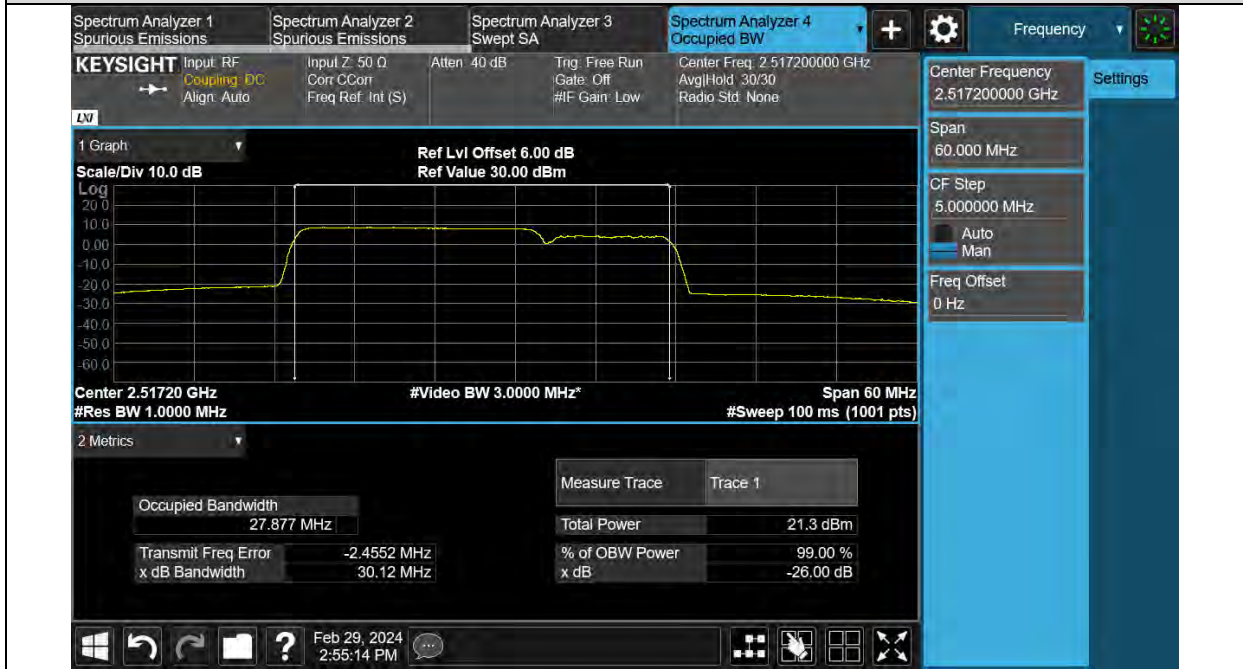 Spectrum Analyzer 1
Spurious Emissions
Spectrum Analyzer 2
Spurious Emissions
Spectrum Analyzer 3
Swept SA
Spectrum Analyzer 4
Occupied BW
+
Frequency
KEYSIGHT
LXI
Input: RF
Coupling: DC
Align: Auto
Input Z: 50 Ω
Corr CCorr
Freq Ref: Int (S)
Atten: 40 dB
Trig: Free Run
Gate: Off
#IF Gain: Low
Center Freq: 2.517200000 GHz
Avg|Hold: 30/30
Radio Std: None
1 Graph
Scale/Div 10.0 dB
Ref Lvl Offset 6.00 dB
Ref Value 30.00 dBm
Log
20.0
10.0
0.00
-10.0
-20.0
-30.0
-40.0
-50.0
-60.0
Center 2.51720 GHz
#Video BW 3.0000 MHz*
Span 60 MHz
#Res BW 1.0000 MHz
#Sweep 100 ms (1001 pts)
2 Metrics
Occupied Bandwidth
27.877 MHz
Transmit Freq Error -2.4552 MHz
x dB Bandwidth 30.12 MHz
Measure Trace Trace 1
Total Power 21.3 dBm
% of OBW Power 99.00 %
x dB -26.00 dB
Center Frequency
2.517200000 GHz
Settings
Span
60.000 MHz
CF Step
5.000000 MHz
Auto
Man
Freq Offset
0 Hz
?
Feb 29, 2024
2:55:14 PM